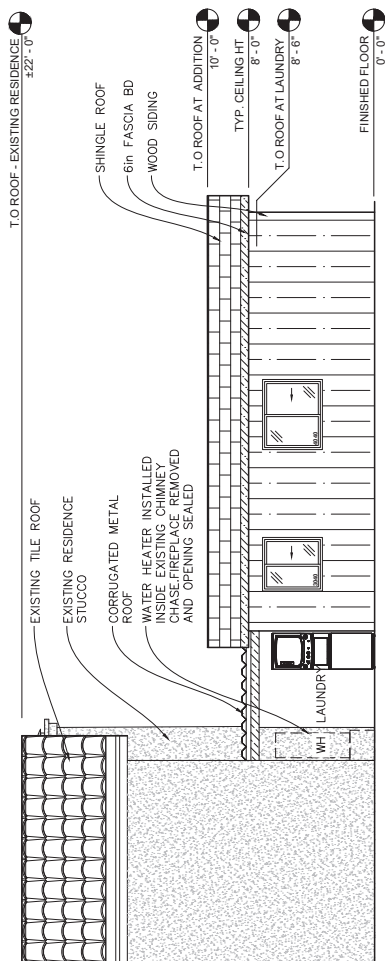 T.O ROOF - EXISTING RESIDENCE
±22' - 0"
T.O ROOF AT ADDITION
10' - 0"
TYP. CEILING HT
8' - 0"
T.O ROOF AT LAUNDRY
8' - 6"
FINISHED FLOOR
0' - 0"
EXISTING TILE ROOF
EXISTING RESIDENCE
STUCCO
CORRUGATED METAL
ROOF
WATER HEATER INSTALLED
INSIDE EXISTING CHIMNEY
CHASE.FIREPLACE REMOVED
AND OPENING SEALED
SHINGLE ROOF
6in FASCIA BD
WOOD SIDING
WH
LAUNDRY
3040
4040